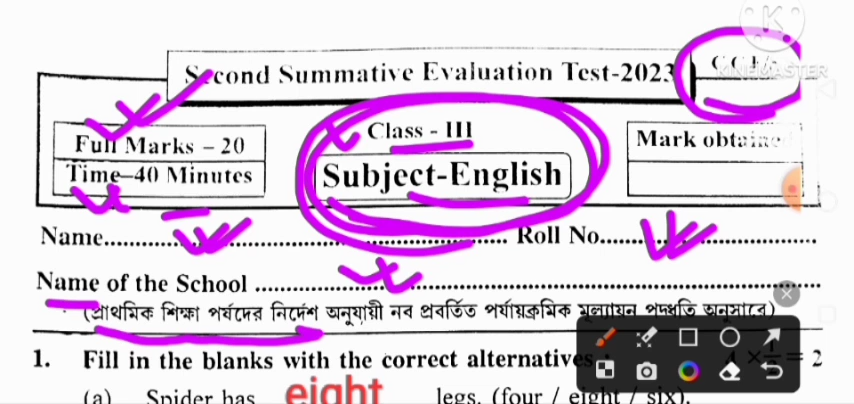 Second Summative Evaluation Test-2023
KINEMASTER
Full Marks – 20
Class - III
Mark obtained
Time–40 Minutes
Subject-English
Name.......... Roll No..........
Name of the School ..........
(প্রাথমিক শিক্ষা পর্ষদের নির্দেশ অনুযায়ী নব প্রবর্তিত পর্যায়ক্রমিক মূল্যায়ন পদ্ধতি অনুসারে)
1. Fill in the blanks with the correct alternatives = 2
(a) Spider has eight legs. (four / eight / six).